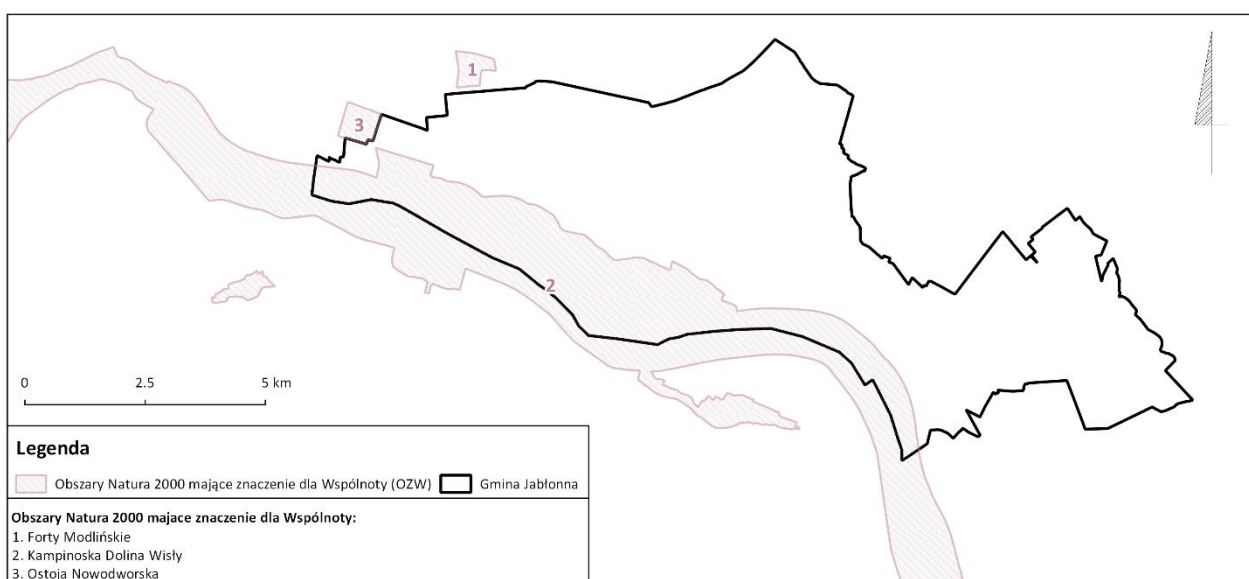 1
3
2
0 2.5 5 km
Legenda
Obszary Natura 2000 mające znaczenie dla Wspólnoty (OZW) Gmina Jabłonna
Obszary Natura 2000 majace znaczenie dla Wspólnoty:
1. Forty Modlińskie
2. Kampinoska Dolina Wisły
3. Ostoja Nowodworska